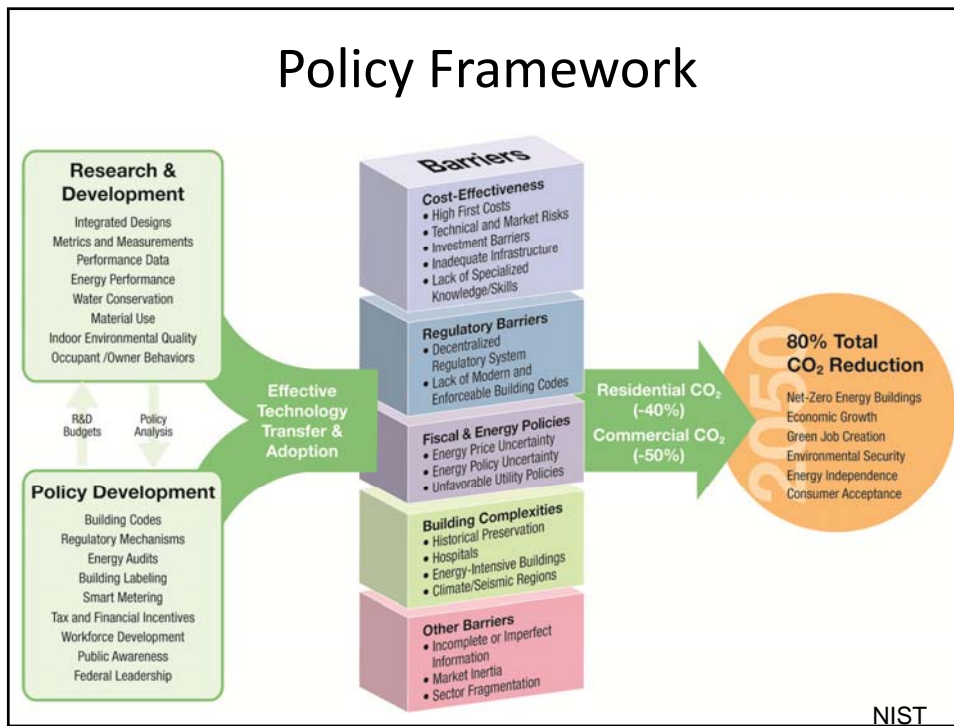 Policy Framework
Research &
Development
Integrated Designs
Metrics and Measurements
Performance Data
Energy Performance
Water Conservation
Material Use
Indoor Environmental Quality
Occupant /Owner Behaviors
R&D
Budgets
Policy
Analysis
Policy Development
Building Codes
Regulatory Mechanisms
Energy Audits
Building Labeling
Smart Metering
Tax and Financial Incentives
Workforce Development
Public Awareness
Federal Leadership
Effective
Technology
Transfer &
Adoption
Barriers
Cost-Effectiveness
• High First Costs
• Technical and Market Risks
• Investment Barriers
• Inadequate Infrastructure
• Lack of Specialized
Knowledge/Skills
Regulatory Barriers
• Decentralized
Regulatory System
• Lack of Modern and
Enforceable Building Codes
Fiscal & Energy Policies
• Energy Price Uncertainty
• Energy Policy Uncertainty
• Unfavorable Utility Policies
Building Complexities
• Historical Preservation
• Hospitals
• Energy-Intensive Buildings
• Climate/Seismic Regions
Other Barriers
• Incomplete or Imperfect
Information
• Market Inertia
• Sector Fragmentation
Residential CO₂
(-40%)
Commercial CO₂
(-50%)
2050
80% Total
CO₂ Reduction
Net-Zero Energy Buildings
Economic Growth
Green Job Creation
Environmental Security
Energy Independence
Consumer Acceptance
NIST